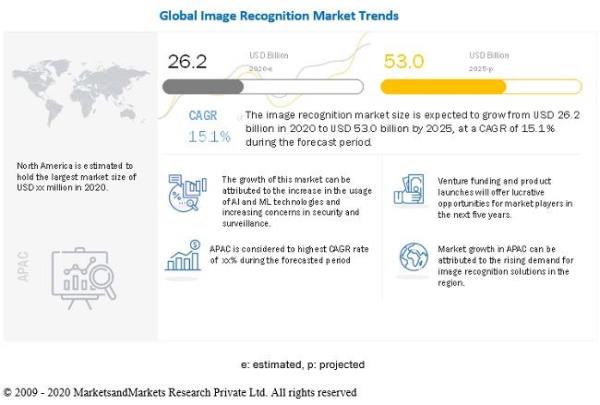 Global Image Recognition Market Trends
26.2
USD Billion
2020-e
53.0
USD Billion
2025-p
CAGR
15.1%
The image recognition market size is expected to grow from USD 26.2
billion in 2020 to USD 53.0 billion by 2025, at a CAGR of 15.1%
during the forecast period.
North America is estimated to
hold the largest market size of
USD xx million in 2020.
The growth of this market can be
attributed to the increase in the usage
of AI and ML technologies and
increasing concerns in security and
surveillance.
Venture funding and product
launches will offer lucrative
opportunities for market players in
the next five years.
APAC
APAC is considered to highest CAGR rate
of xx% during the forecasted period
Market growth in APAC can be
attributed to the rising demand for
image recognition solutions in the
region.
e: estimated, p: projected
© 2009 - 2020 MarketsandMarkets Research Private Ltd. All rights reserved